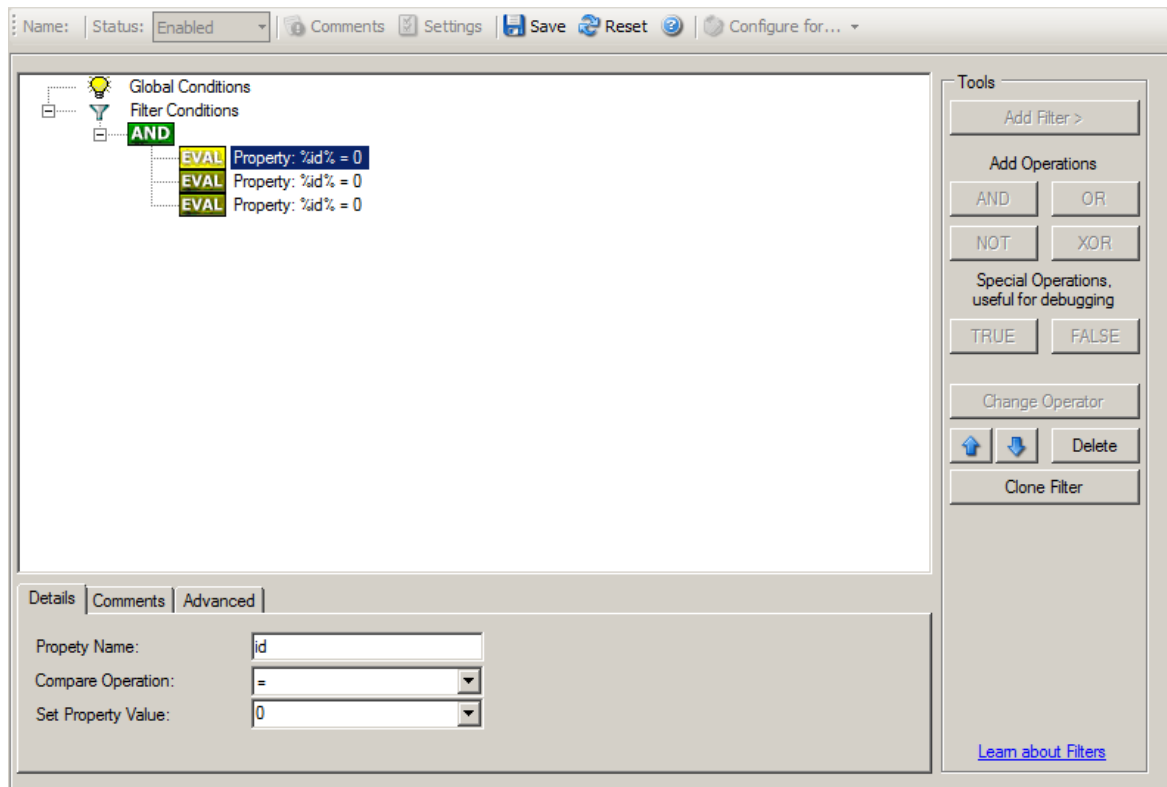 Name: Status: Enabled Comments Settings Save Reset Configure for...
Global Conditions
Filter Conditions
AND
EVAL Property: %id% = 0
EVAL Property: %id% = 0
EVAL Property: %id% = 0
Tools
Add Filter >
Add Operations
AND OR
NOT XOR
Special Operations,
useful for debugging
TRUE FALSE
Change Operator
Delete
Clone Filter
Learn about Filters
Details Comments Advanced
Propety Name: id
Compare Operation: =
Set Property Value: 0